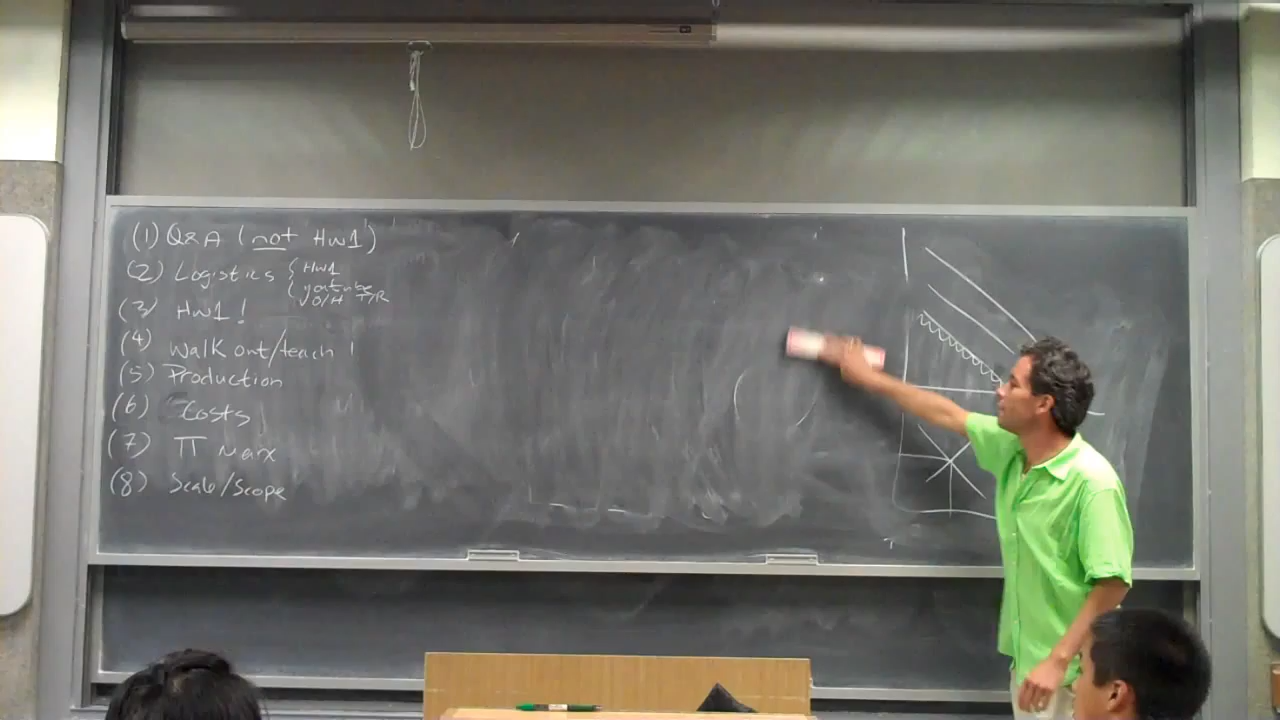 (1) Q&A (not HW1)
(2) Logistics { HW1
{ youtube
O/H T/R
(3) HW1!
(4) Walk out/teach!
(5) Production
(6) Costs
(7) Π Max
(8) Scale/Scope